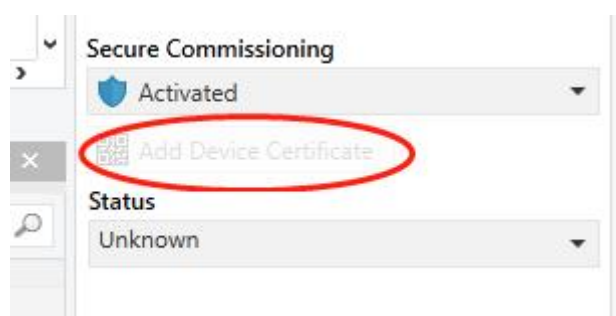 Secure Commissioning
Activated
Add Device Certificate
Status
Unknown